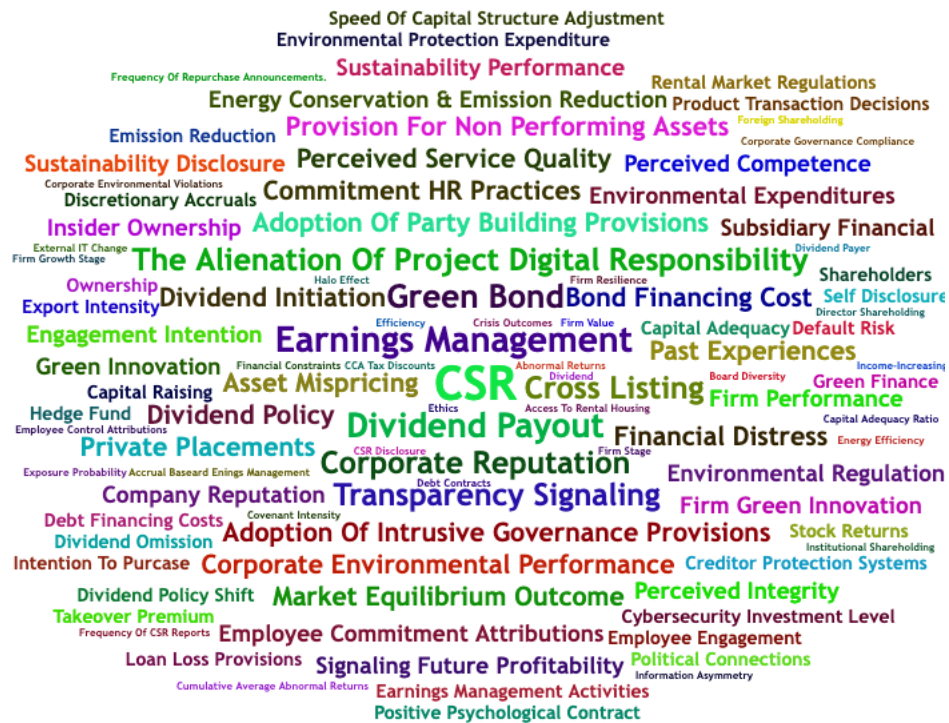 Speed Of Capital Structure Adjustment
Environmental Protection Expenditure
Sustainability Performance
Frequency Of Repurchase Announcements.
Rental Market Regulations
Energy Conservation & Emission Reduction
Product Transaction Decisions
Foreign Shareholding
Emission Reduction
Provision For Non Performing Assets
Corporate Governance Compliance
Sustainability Disclosure
Perceived Service Quality
Perceived Competence
Corporate Environmental Violations
Discretionary Accruals
Commitment HR Practices
Environmental Expenditures
Insider Ownership
Adoption Of Party Building Provisions
Subsidiary Financial
External IT Change
Firm Growth Stage
The Alienation Of Project Digital Responsibility
Dividend Payer
Shareholders
Halo Effect
Firm Resilience
Ownership
Export Intensity
Dividend Initiation
Green Bond
Bond Financing Cost
Self Disclosure
Director Shareholding
Engagement Intention
Efficiency
Crisis Outcomes
Firm Value
Earnings Management
Capital Adequacy
Default Risk
Past Experiences
Green Innovation
Financial Constraints
CCA Tax Discounts
Abnormal Returns
Income-Increasing
Dividend
Board Diversity
Green Finance
Capital Raising
Asset Mispricing
CSR
Cross Listing
Firm Performance
Hedge Fund
Dividend Policy
Ethics
Access To Rental Housing
Capital Adequacy Ratio
Employee Control Attributions
Dividend Payout
Financial Distress
Energy Efficiency
Private Placements
CSR Disclosure
Firm Stage
Corporate Reputation
Exposure Probability
Accrual Baseard Enings Management
Environmental Regulation
Debt Contracts
Company Reputation
Transparency Signaling
Firm Green Innovation
Covenant Intensity
Debt Financing Costs
Adoption Of Intrusive Governance Provisions
Stock Returns
Dividend Omission
Institutional Shareholding
Intention To Purcase
Corporate Environmental Performance
Creditor Protection Systems
Dividend Policy Shift
Market Equilibrium Outcome
Perceived Integrity
Takeover Premium
Cybersecurity Investment Level
Frequency Of CSR Reports
Employee Commitment Attributions
Employee Engagement
Loan Loss Provisions
Signaling Future Profitability
Political Connections
Information Asymmetry
Cumulative Average Abnormal Returns
Earnings Management Activities
Positive Psychological Contract